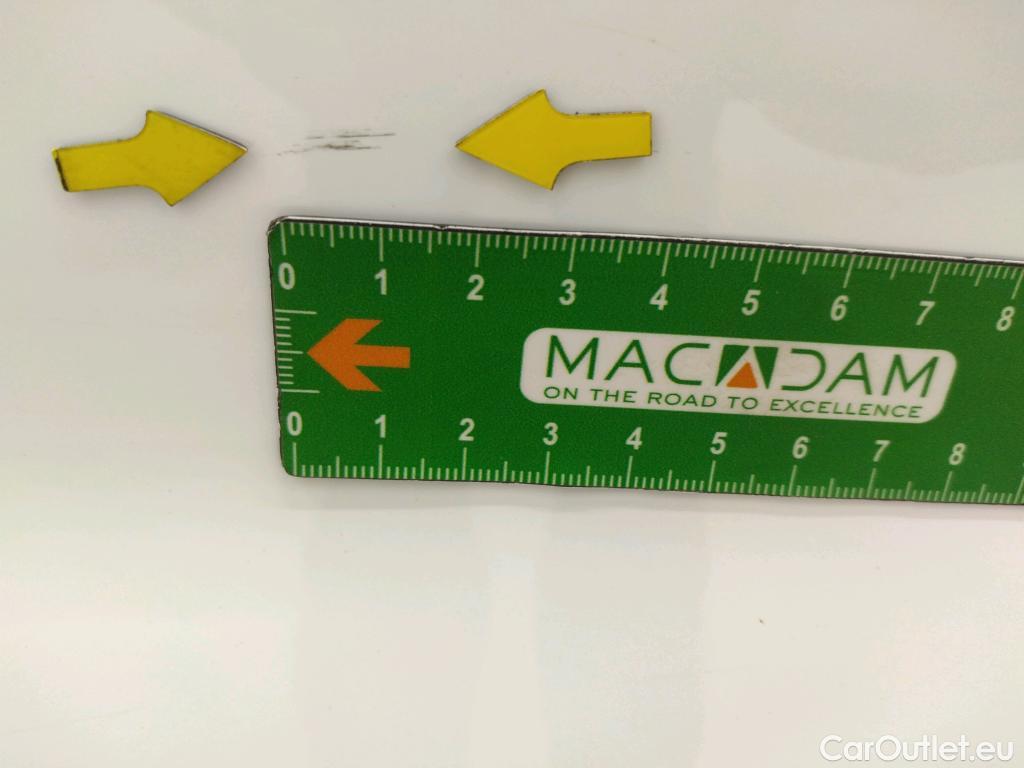 0 1 2 3 4 5 6 7 8
MACADAM
ON THE ROAD TO EXCELLENCE
0 1 2 3 4 5 6 7 8
CarOutlet.eu